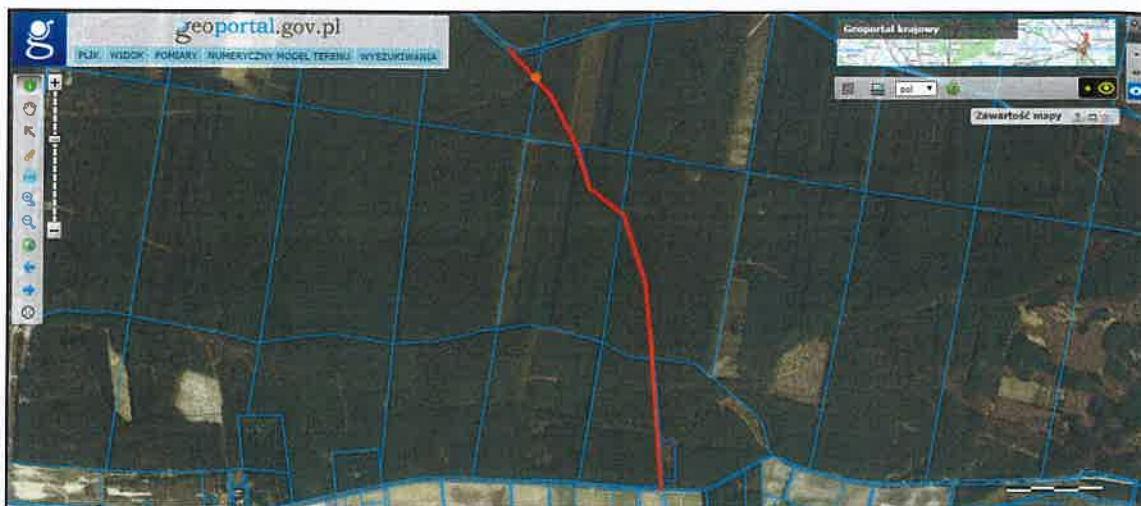 geoportal.gov.pl
PLIK WIDOK POMIARY NUMERYCZNY MODEL TERENU WYSZUKIWANIA
Geoportal krajowy
pol
Zawartość mapy